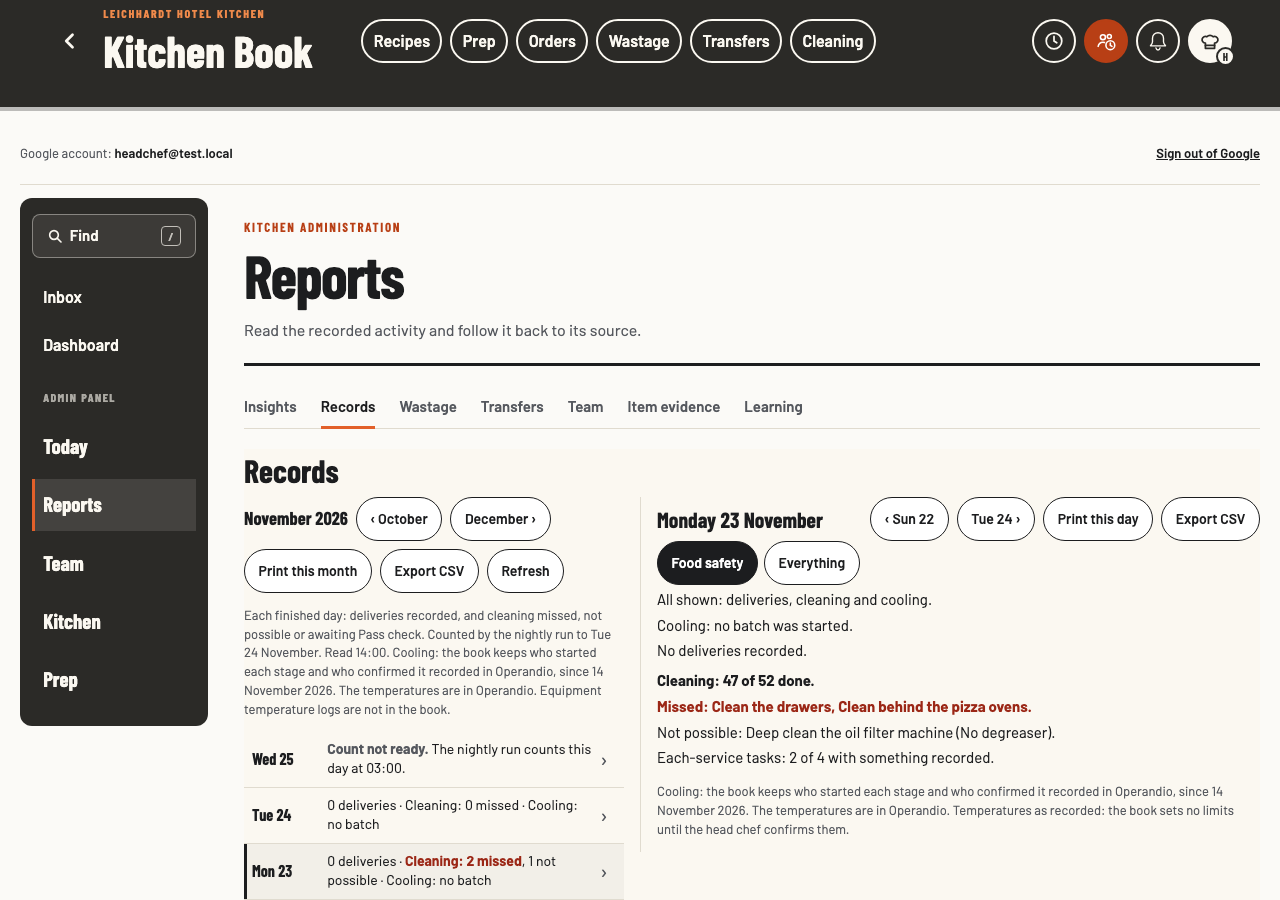 LEICHHARDT HOTEL KITCHEN
Kitchen Book
Recipes
Prep
Orders
Wastage
Transfers
Cleaning
H
Google account: headchef@test.local
Sign out of Google
Find
/
Inbox
Dashboard
ADMIN PANEL
Today
Reports
Team
Kitchen
Prep
KITCHEN ADMINISTRATION
Reports
Read the recorded activity and follow it back to its source.
Insights
Records
Wastage
Transfers
Team
Item evidence
Learning
Records
November 2026
‹ October
December ›
Print this month
Export CSV
Refresh
Each finished day: deliveries recorded, and cleaning missed, not
possible or awaiting Pass check. Counted by the nightly run to Tue
24 November. Read 14:00. Cooling: the book keeps who started
each stage and who confirmed it recorded in Operandio, since 14
November 2026. The temperatures are in Operandio. Equipment
temperature logs are not in the book.
Wed 25
Count not ready. The nightly run counts this
day at 03:00.
›
Tue 24
0 deliveries · Cleaning: 0 missed · Cooling:
no batch
›
Mon 23
0 deliveries · Cleaning: 2 missed, 1 not
possible · Cooling: no batch
›
Monday 23 November
‹ Sun 22
Tue 24 ›
Print this day
Export CSV
Food safety
Everything
All shown: deliveries, cleaning and cooling.
Cooling: no batch was started.
No deliveries recorded.
Cleaning: 47 of 52 done.
Missed: Clean the drawers, Clean behind the pizza ovens.
Not possible: Deep clean the oil filter machine (No degreaser).
Each-service tasks: 2 of 4 with something recorded.
Cooling: the book keeps who started each stage and who confirmed it recorded in Operandio, since 14
November 2026. The temperatures are in Operandio. Temperatures as recorded: the book sets no limits
until the head chef confirms them.